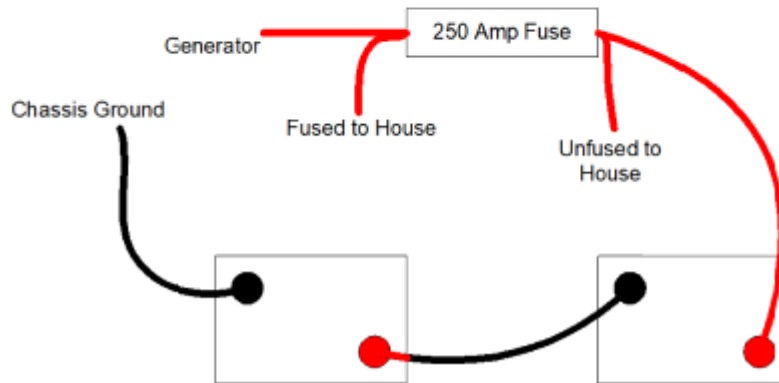 250 Amp Fuse
Generator
Chassis Ground
Fused to House
Unfused to
House